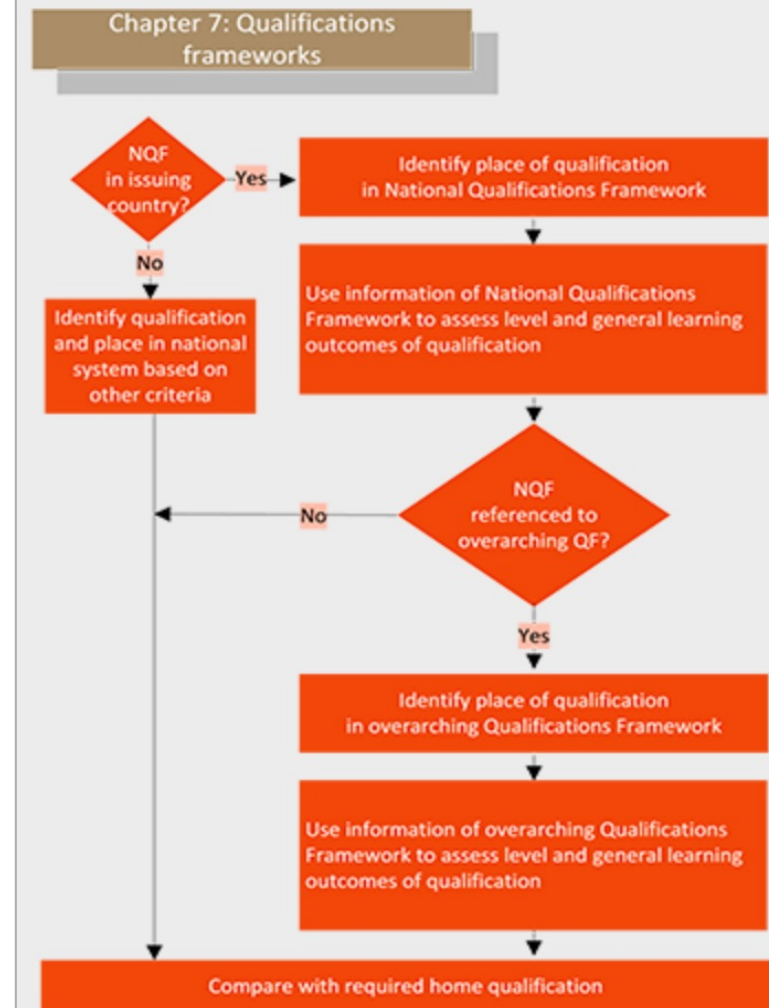 Chapter 7: Qualifications
frameworks
NQF
in issuing
country?
Yes
Identify place of qualification
in National Qualifications Framework
No
Use information of National Qualifications
Framework to assess level and general learning
outcomes of qualification
Identify qualification
and place in national
system based on
other criteria
NQF
referenced to
overarching QF?
No
Yes
Identify place of qualification
in overarching Qualifications Framework
Use information of overarching Qualifications
Framework to assess level and general learning
outcomes of qualification
Compare with required home qualification